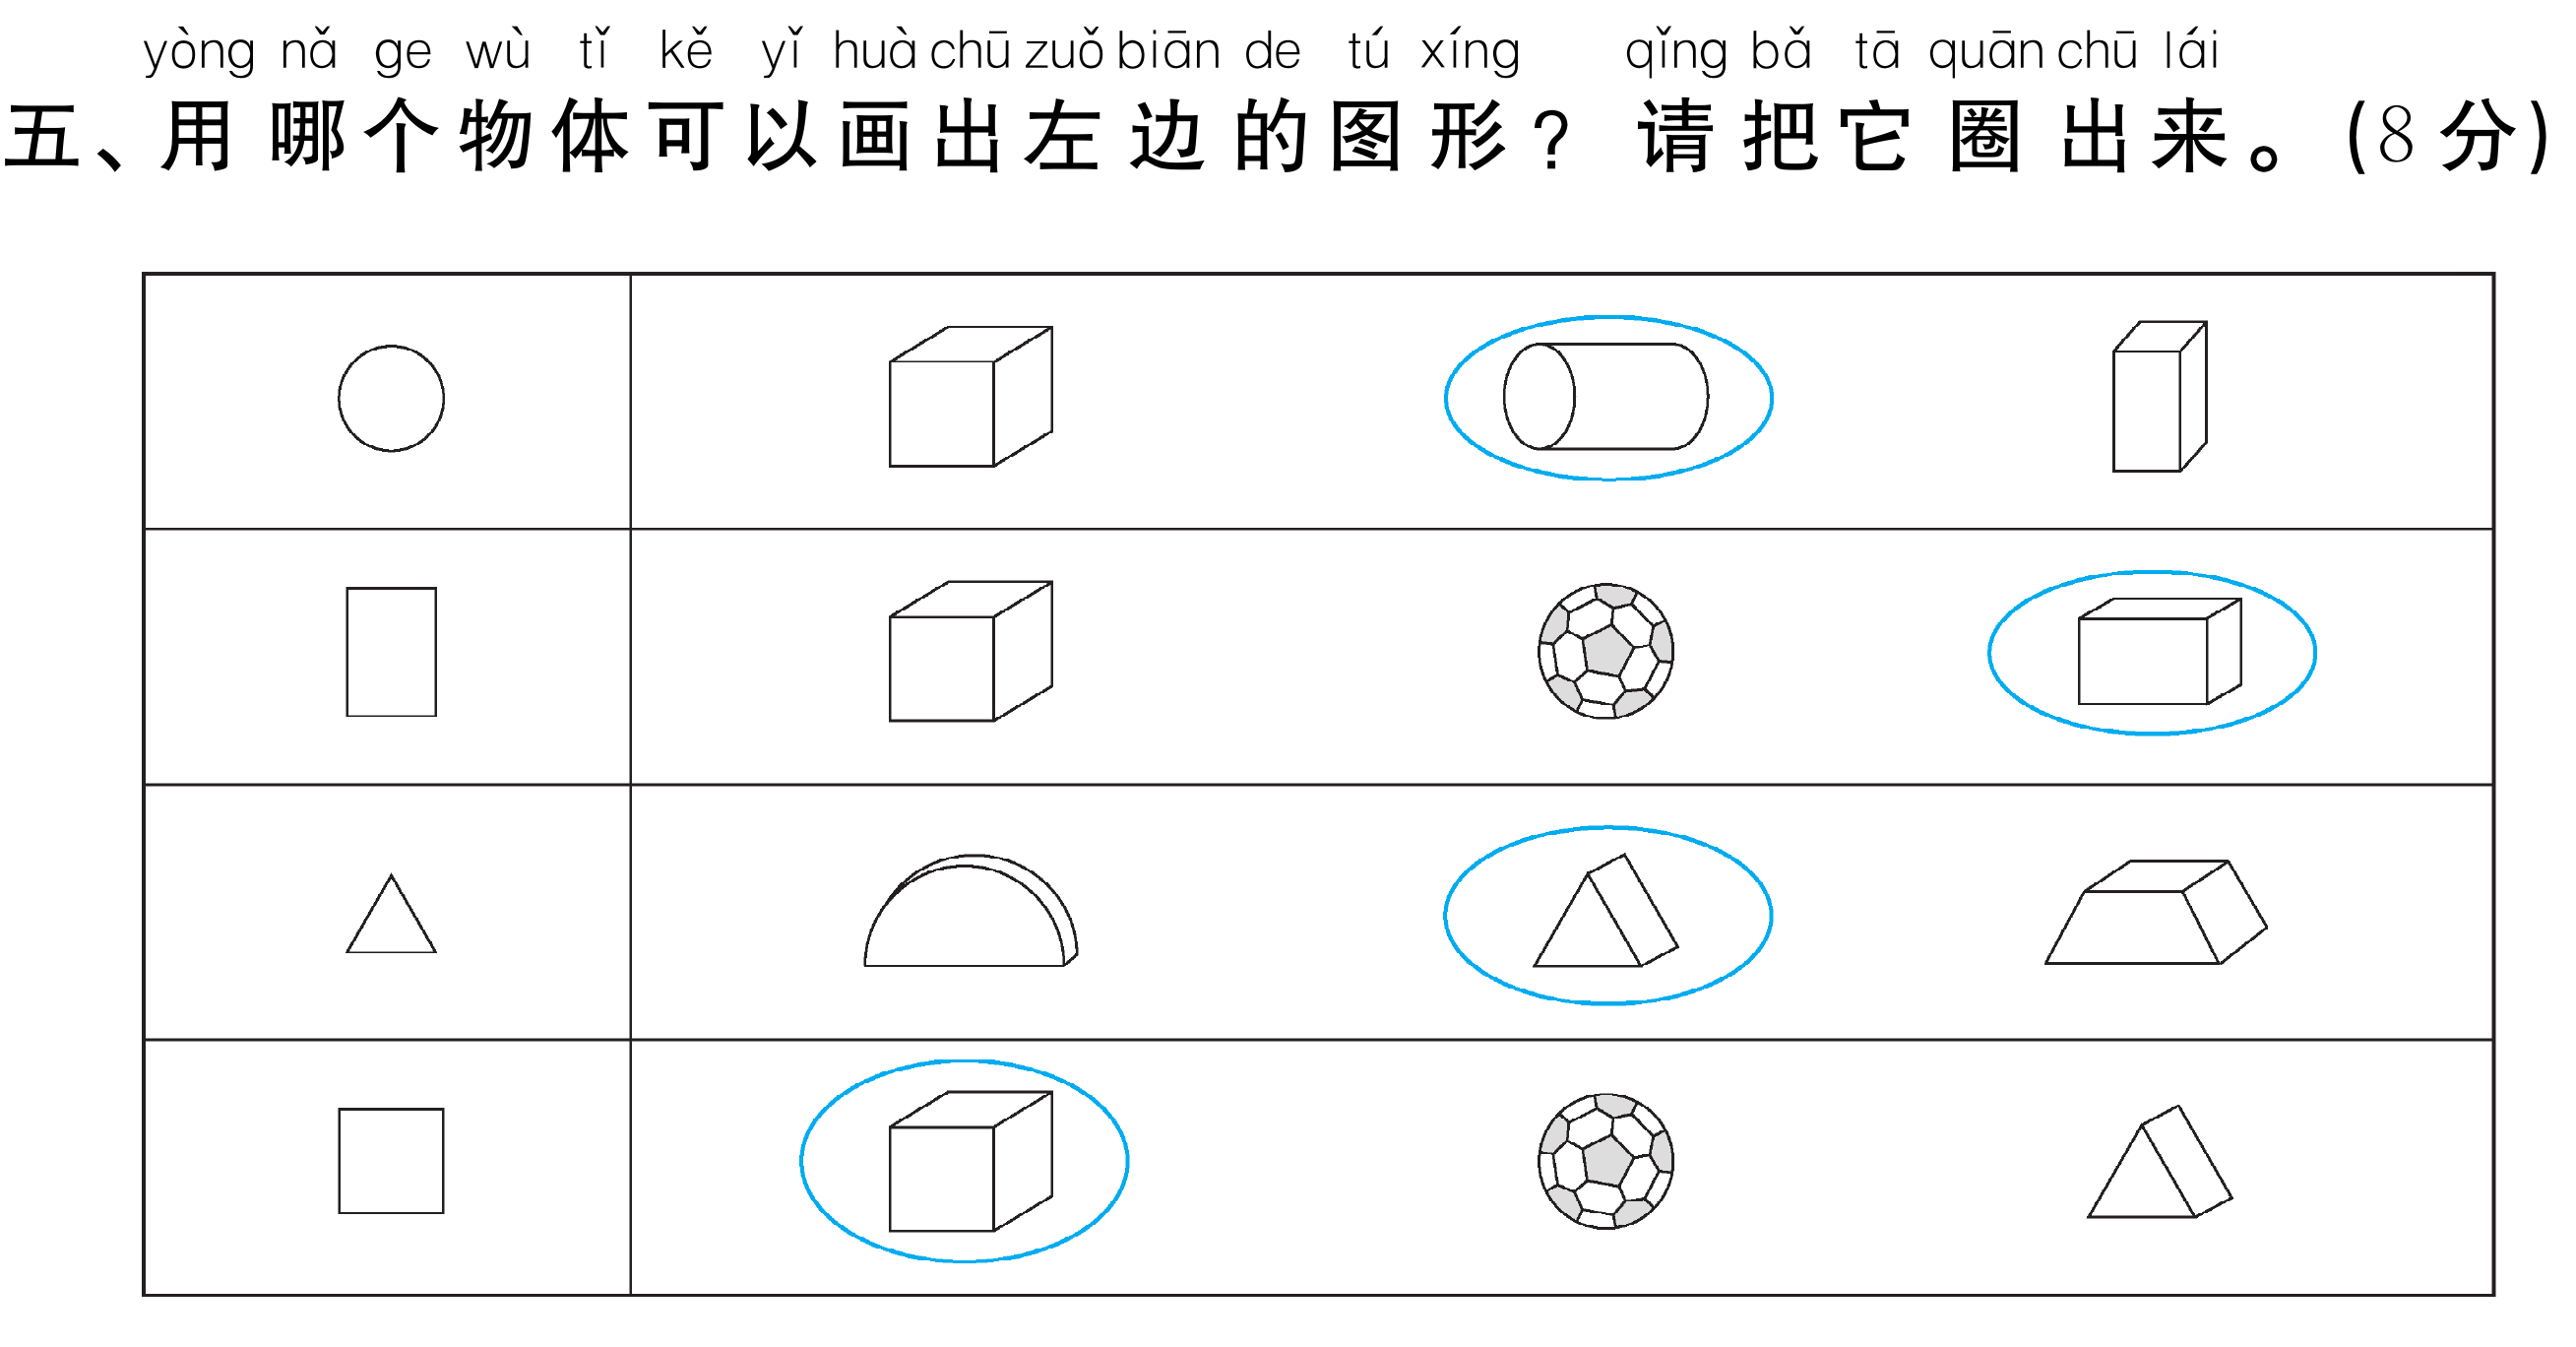 yòng nǎ ge wù tǐ kě yǐ huà chū zuǒ biān de tú xíng qǐng bǎ tā quān chū lái
五、用哪个物体可以画出左边的图形？请把它圈出来。(8分)